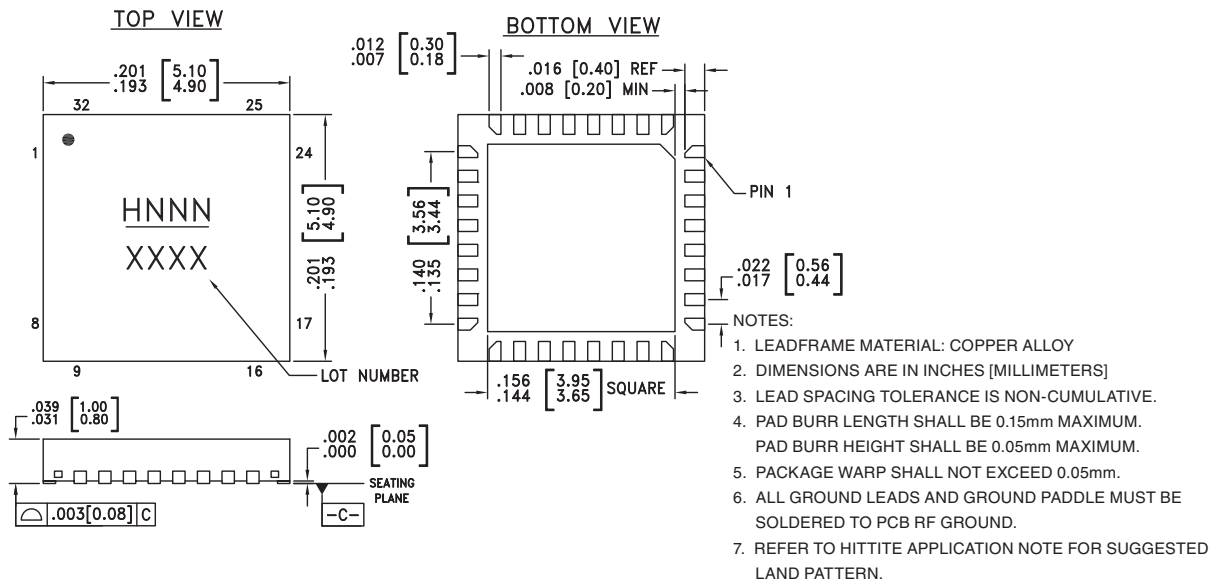 TOP VIEW
.201 [5.10]
.193 [4.90]
32 25
1 24
HNNN
XXXX
8 17
9 16
.201 [5.10]
.193 [4.90]
LOT NUMBER
.039 [1.00]
.031 [0.80]
.002 [0.05]
.000 [0.00]
SEATING
PLANE
.003[0.08] C
-C-
BOTTOM VIEW
.012 [0.30]
.007 [0.18]
.016 [0.40] REF
.008 [0.20] MIN
PIN 1
.140 [3.56]
.135 [3.44]
.022 [0.56]
.017 [0.44]
.156 [3.95] SQUARE
.144 [3.65]
NOTES:
1. LEADFRAME MATERIAL: COPPER ALLOY
2. DIMENSIONS ARE IN INCHES [MILLIMETERS]
3. LEAD SPACING TOLERANCE IS NON-CUMULATIVE.
4. PAD BURR LENGTH SHALL BE 0.15mm MAXIMUM.
PAD BURR HEIGHT SHALL BE 0.05mm MAXIMUM.
5. PACKAGE WARP SHALL NOT EXCEED 0.05mm.
6. ALL GROUND LEADS AND GROUND PADDLE MUST BE
SOLDERED TO PCB RF GROUND.
7. REFER TO HITTITE APPLICATION NOTE FOR SUGGESTED
LAND PATTERN.